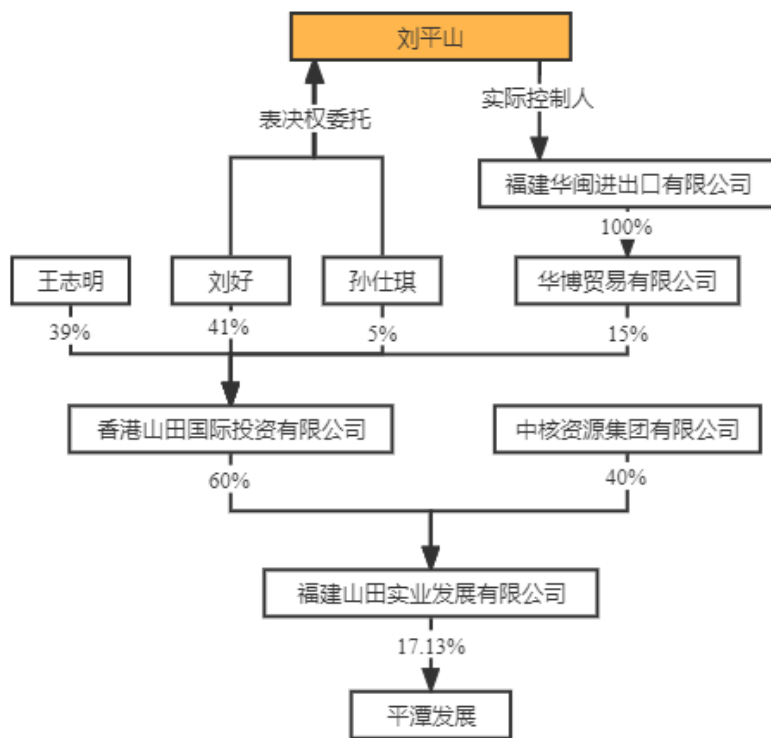 刘平山
表决权委托
实际控制人
福建华闽进出口有限公司
100%
王志明
刘好
孙仕琪
华博贸易有限公司
39%
41%
5%
15%
香港山田国际投资有限公司
中核资源集团有限公司
60%
40%
福建山田实业发展有限公司
17.13%
平潭发展